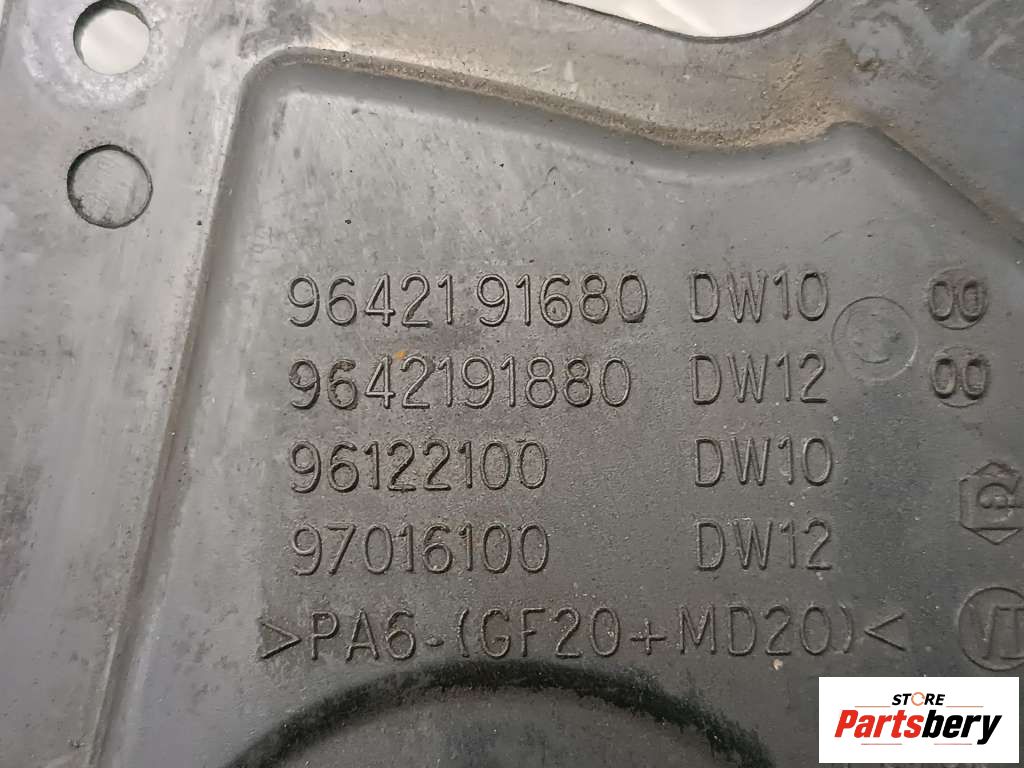 9642191680 DW10 00
9642191880 DW12 00
96122100 DW10
97016100 DW12
>PA6-(GF20+MD20)<
STORE
Partsbery